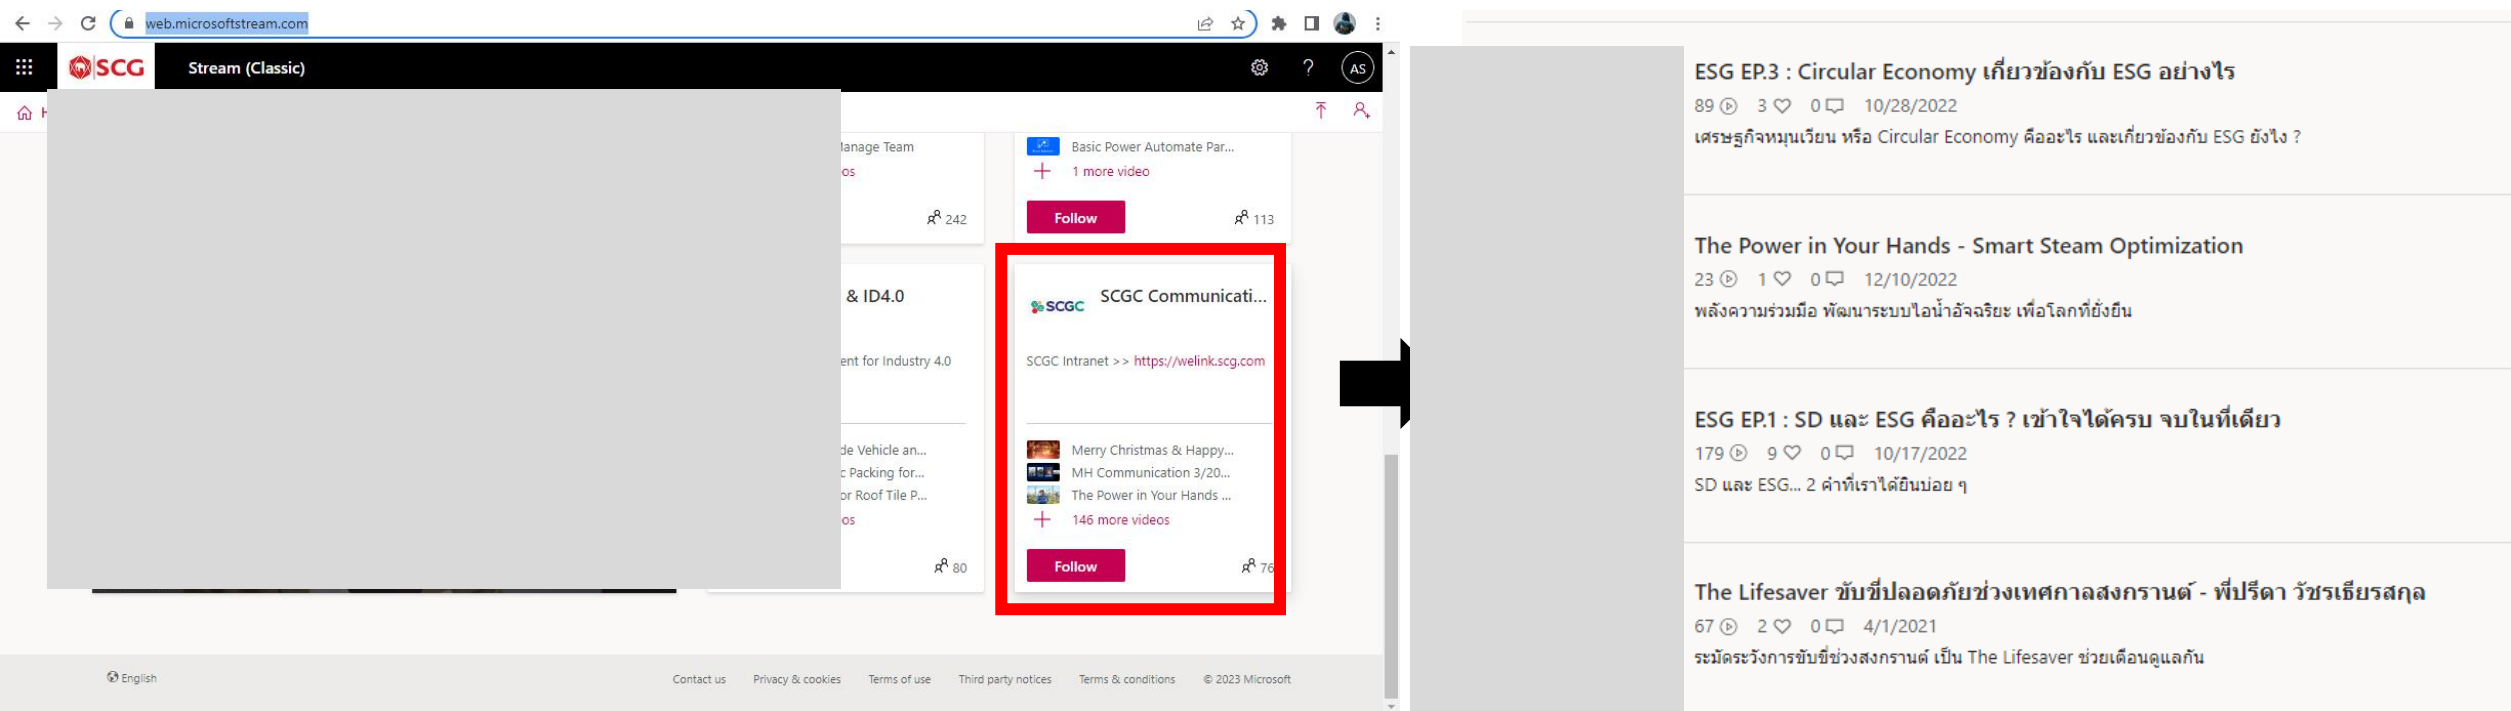 web.microsoftstream.com
SCG
Stream (Classic)
?
AS
Manage Team
242
Basic Power Automate Par...
1 more video
Follow
113
& ID4.0
for Industry 4.0
Vehicle an...
Packing for...
or Roof Tile P...
80
SCGC
SCGC Communicati...
SCGC Intranet >> https://welink.scg.com
Merry Christmas & Happy...
MH Communication 3/20...
The Power in Your Hands ...
146 more videos
Follow
76
English
Contact us
Privacy & cookies
Terms of use
Third party notices
Terms & conditions
© 2023 Microsoft
ESG EP.3 : Circular Economy เกี่ยวข้องกับ ESG อย่างไร
89 3 0 10/28/2022
เศรษฐกิจหมุนเวียน หรือ Circular Economy คืออะไร และเกี่ยวข้องกับ ESG ยังไง ?
The Power in Your Hands - Smart Steam Optimization
23 1 0 12/10/2022
พลังความร่วมมือ พัฒนาระบบไอน้ำอัจฉริยะ เพื่อโลกที่ยั่งยืน
ESG EP.1 : SD และ ESG คืออะไร ? เข้าใจได้ครบ จบในที่เดียว
179 9 0 10/17/2022
SD และ ESG... 2 คำที่เราได้ยินบ่อย ๆ
The Lifesaver ขับขี่ปลอดภัยช่วงเทศกาลสงกรานต์ - พี่ปรีดา วัชรเธียรสกุล
67 2 0 4/1/2021
ระมัดระวังการขับขี่ช่วงสงกรานต์ เป็น The Lifesaver ช่วยเตือนดูแลกัน